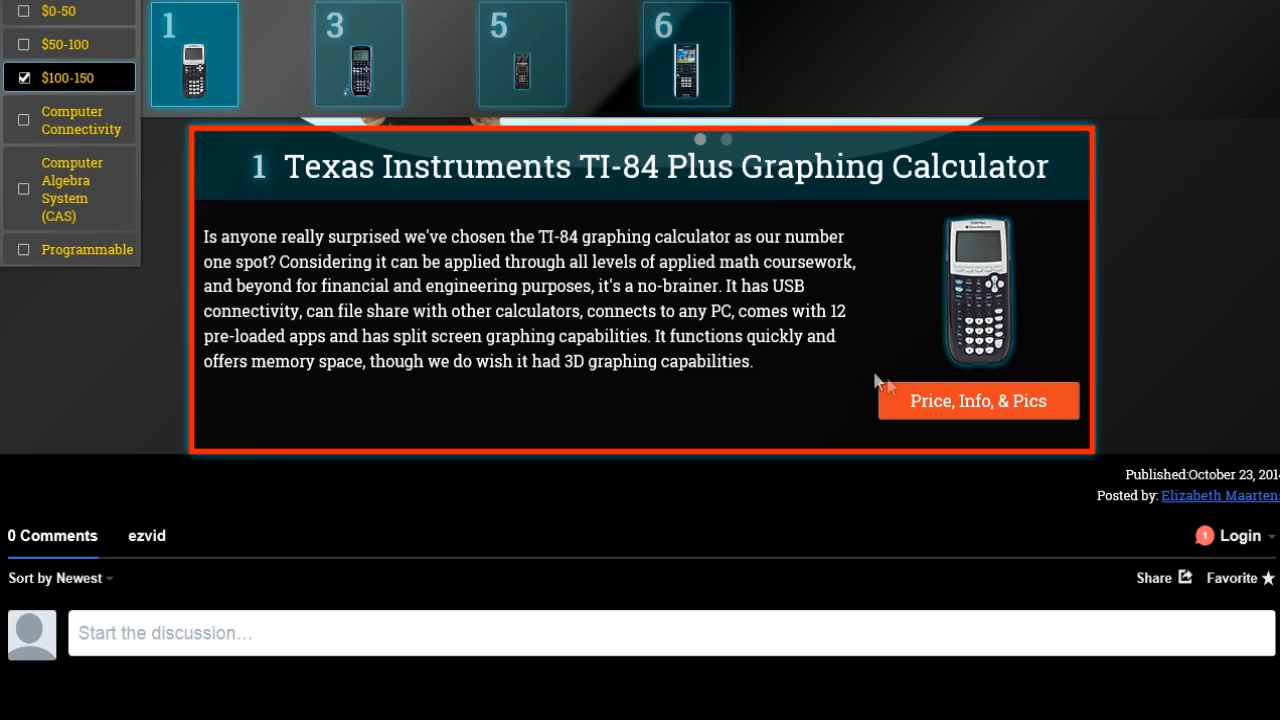 $0-50
$50-100
$100-150
Computer
Connectivity
Computer
Algebra
System
(CAS)
Programmable
1
3
5
6
1 Texas Instruments TI-84 Plus Graphing Calculator
Is anyone really surprised we've chosen the TI-84 graphing calculator as our number
one spot? Considering it can be applied through all levels of applied math coursework,
and beyond for financial and engineering purposes, it's a no-brainer. It has USB
connectivity, can file share with other calculators, connects to any PC, comes with 12
pre-loaded apps and has split screen graphing capabilities. It functions quickly and
offers memory space, though we do wish it had 3D graphing capabilities.
Price, Info, & Pics
Published:October 23, 201
Posted by: Elizabeth Maarten
0 Comments ezvid
1 Login
Sort by Newest
Share Favorite
Start the discussion...